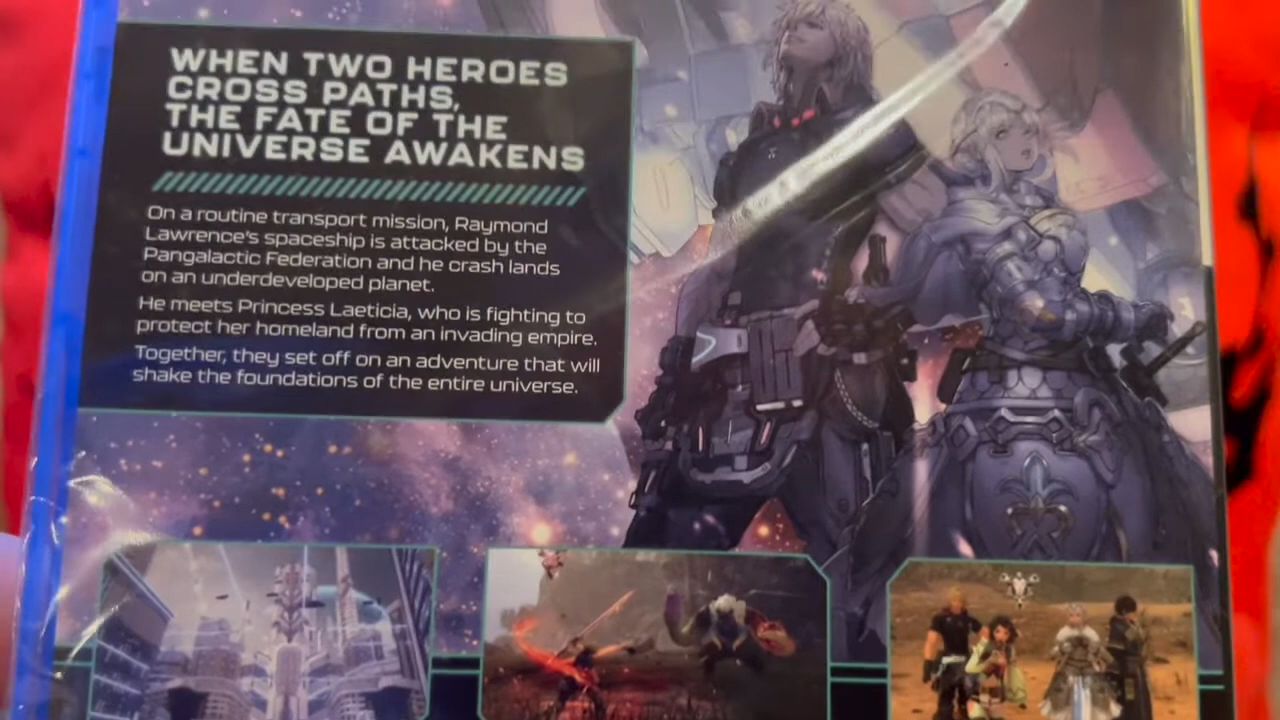 WHEN TWO HEROES
CROSS PATHS,
THE FATE OF THE
UNIVERSE AWAKENS
On a routine transport mission, Raymond
Lawrence's spaceship is attacked by the
Pangalactic Federation and he crash lands
on an underdeveloped planet.
He meets Princess Laeticia, who is fighting to
protect her homeland from an invading empire.
Together, they set off on an adventure that will
shake the foundations of the entire universe.